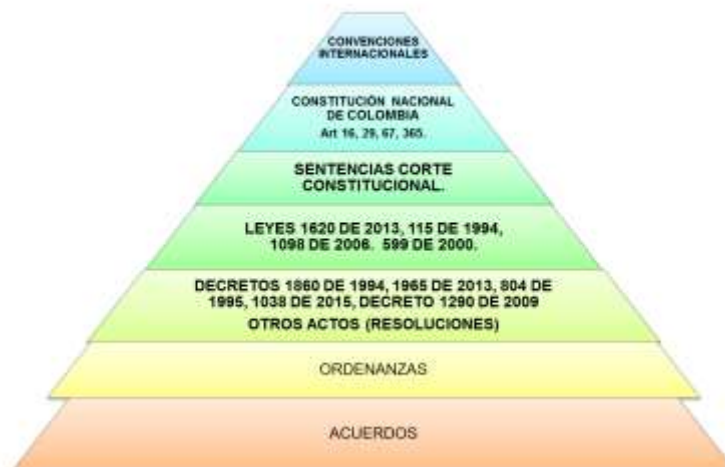 CONVENCIONES
INTERNACIONALES
CONSTITUCIÓN NACIONAL
DE COLOMBIA
Art 16, 29, 67, 365.
SENTENCIAS CORTE
CONSTITUCIONAL.
LEYES 1620 DE 2013, 115 DE 1994,
1098 DE 2006. 599 DE 2000.
DECRETOS 1860 DE 1994, 1965 DE 2013, 804 DE
1995, 1038 DE 2015, DECRETO 1290 DE 2009
OTROS ACTOS (RESOLUCIONES)
ORDENANZAS
ACUERDOS